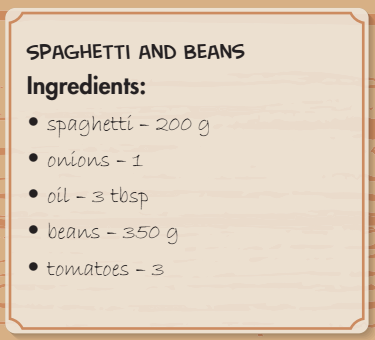 SPAGHETTI AND BEANS
Ingredients:
• spaghetti – 200 g
• onions – 1
• oil – 3 tbsp
• beans – 350 g
• tomatoes – 3